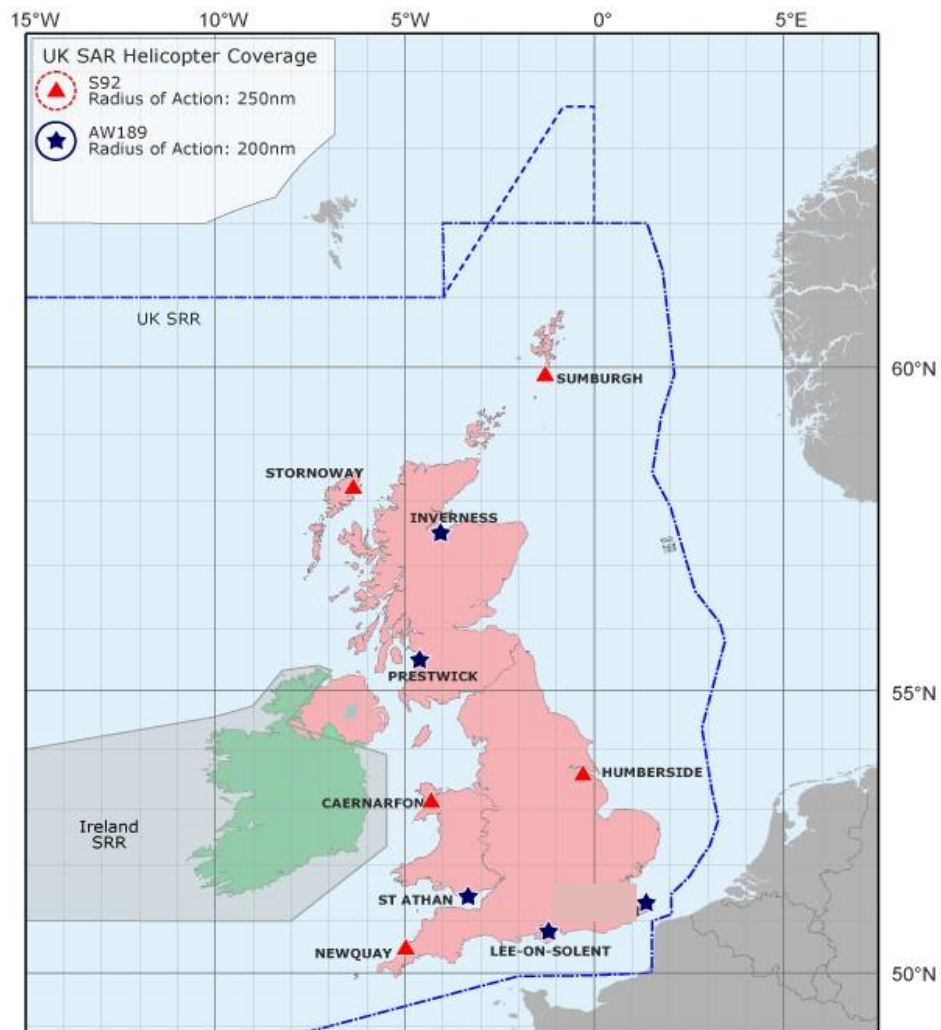 15°W 10°W 5°W 0° 5°E
UK SAR Helicopter Coverage
S92
Radius of Action: 250nm
AW189
Radius of Action: 200nm
UK SRR
60°N
SUMBURGH
STORNOWAY
INVERNESS
PRESTWICK
55°N
HUMBERSIDE
CAERNARFON
Ireland
SRR
ST ATHAN
NEWQUAY
LEE-ON-SOLENT
50°N